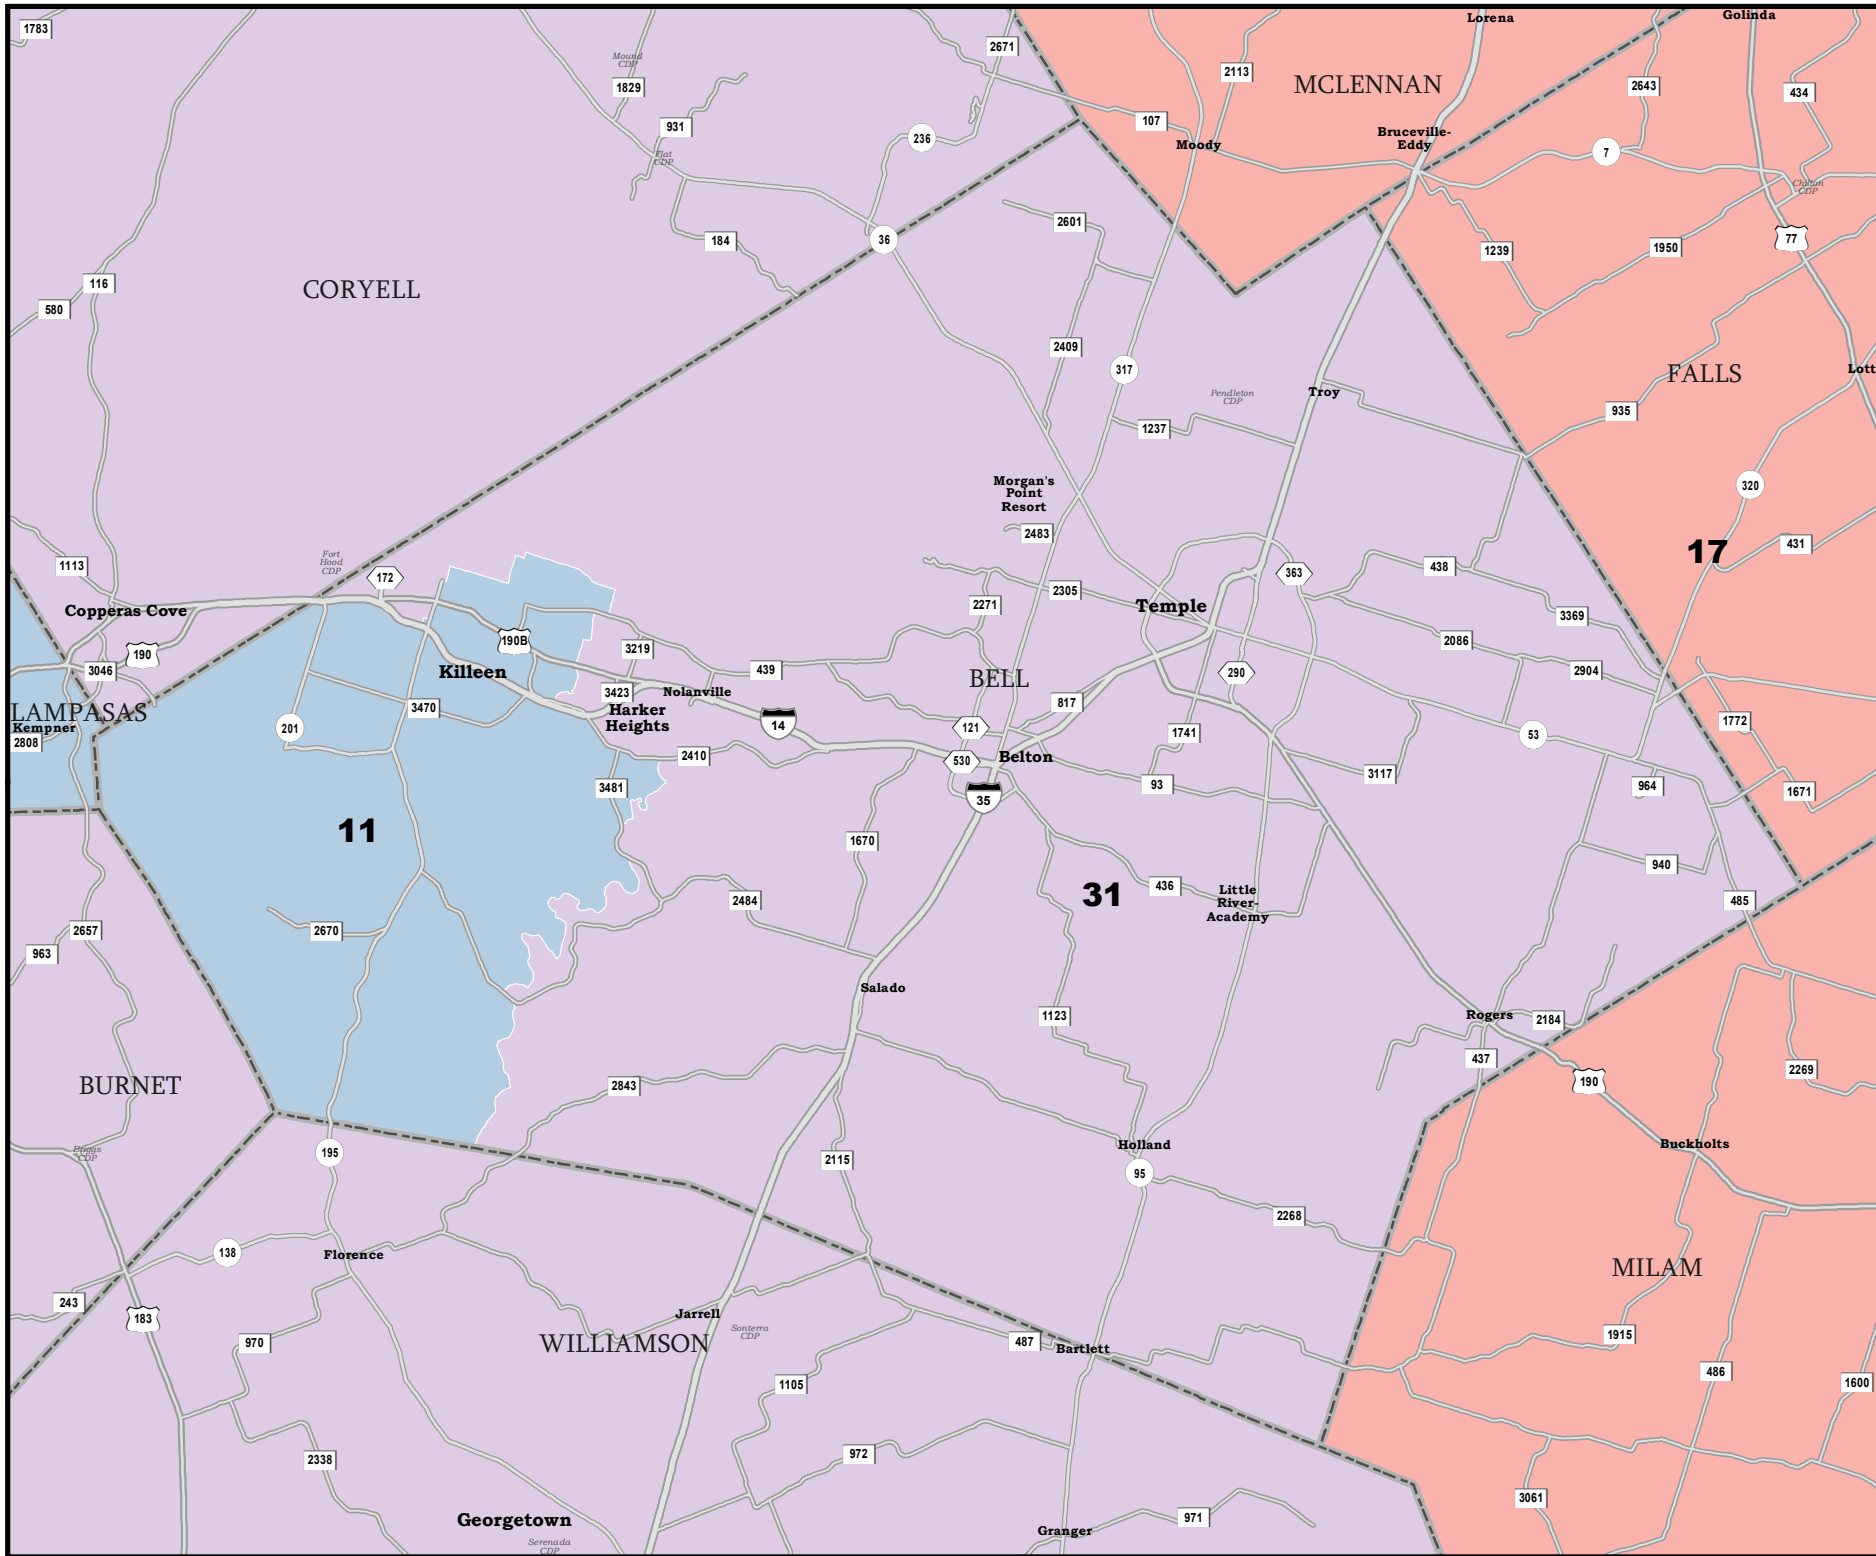 1783
Mound
CDP
1829
931
Flat
CDP
184
236
2671
36
CORYELL
116
580
Lorena
Golinda
2113
MCLENNAN
2643
434
107
Moody
Bruceville-
Eddy
7
Chilton
CDP
77
1950
1239
2601
2409
317
Pendleton
CDP
Troy
1237
FALLS
Lott
935
320
17
431
Morgan's
Point
Resort
2483
438
363
3369
Temple
2305
2271
2086
2904
290
BELL
817
1741
53
1772
1671
964
3117
93
121
530
Belton
35
1113
Copperas Cove
190
3046
LAMPASAS
Kempner
2808
Fort
Hood
CDP
172
190B
Killeen
3219
439
3423
Nolanville
Harker
Heights
14
3470
201
2410
3481
11
1670
31
436
Little
River-
Academy
940
485
2484
2670
2657
963
Salado
1123
Rogers
2184
437
190
2269
BURNET
2843
Briggs
CDP
195
2115
Holland
95
Buckholts
2268
138
Florence
MILAM
243
183
Jarrell
Sonterra
CDP
970
WILLIAMSON
487
Bartlett
1915
486
1600
1105
972
2338
3061
Georgetown
Serenada
CDP
Granger
971